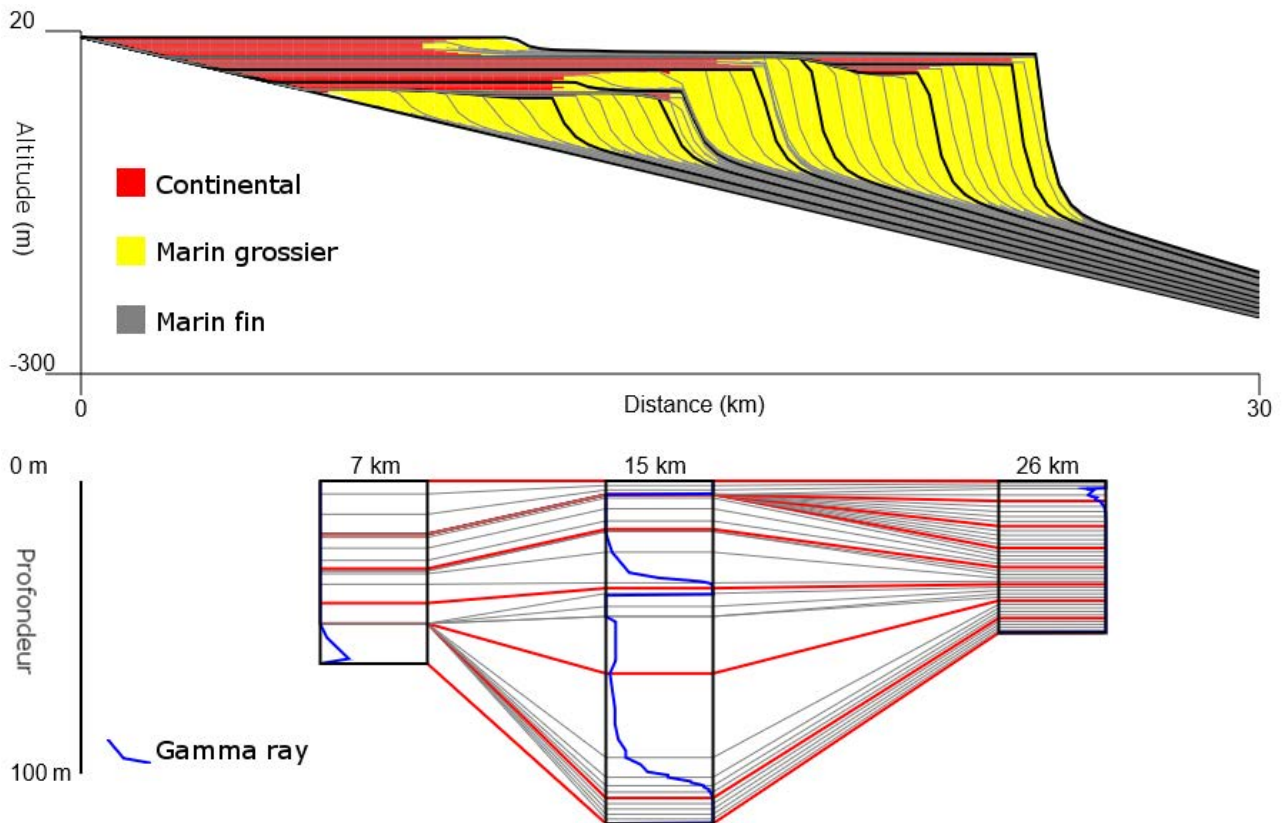 20
Altitude (m)
Continental
Marin grossier
Marin fin
-300
0
Distance (km)
30
0 m
7 km
15 km
26 km
Profondeur
Gamma ray
100 m